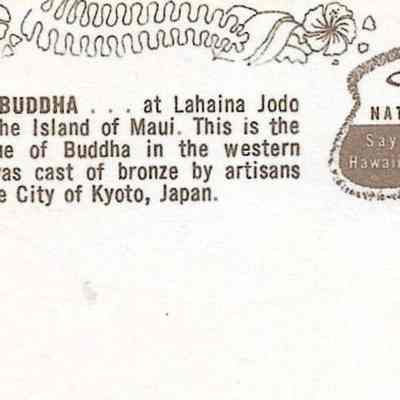 BUDDHA . . . at Lahaina Jodo
he Island of Maui. This is the
ue of Buddha in the western
as cast of bronze by artisans
e City of Kyoto, Japan.
NAT
Say
Hawai